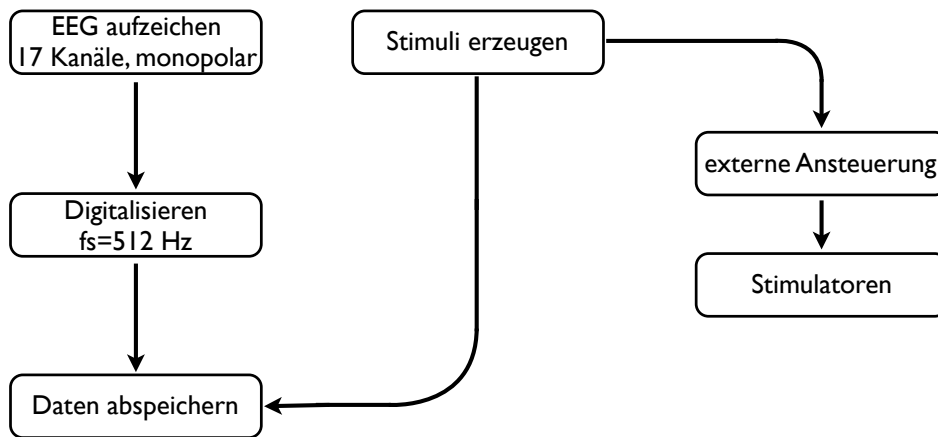 EEG aufzeichen
17 Kanäle, monopolar
Stimuli erzeugen
externe Ansteuerung
Digitalisieren
fs=512 Hz
Stimulatoren
Daten abspeichern